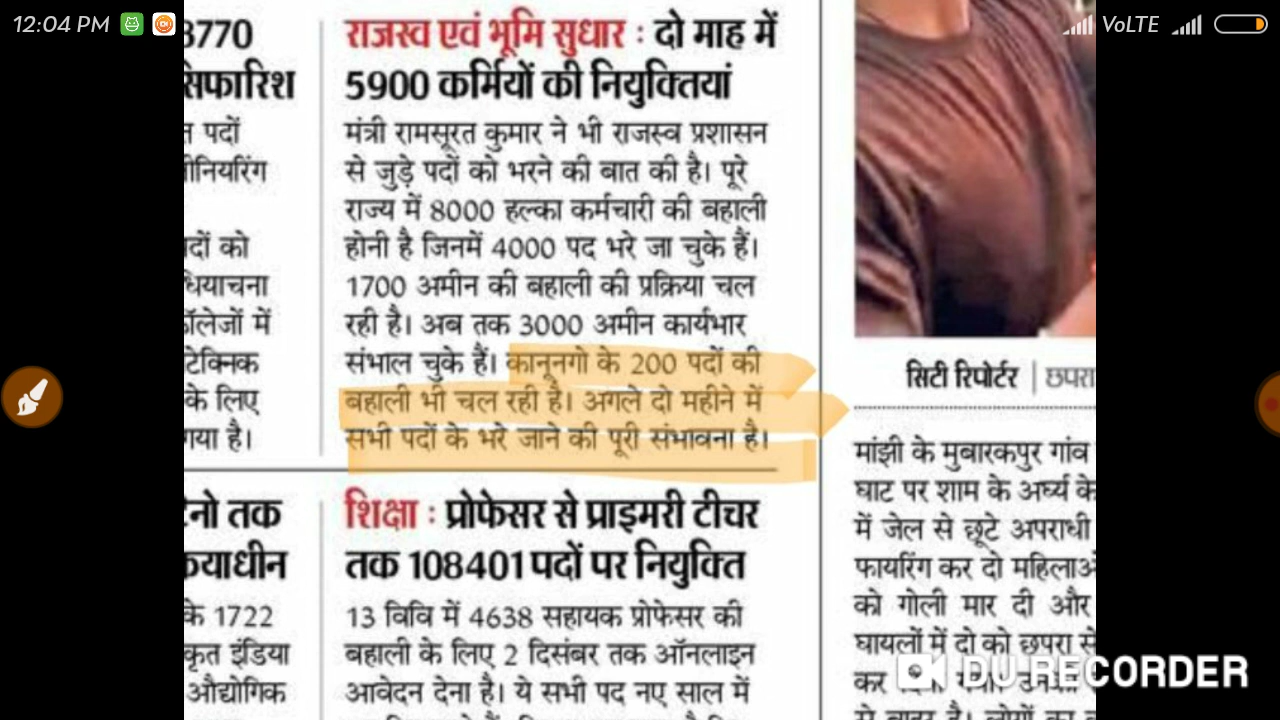 12:04 PM
VoLTE
3770
सिफारिश
पदों
दों को
में
के लिए
गया है।
तक
के 1722
इंडिया
औद्योगिक
राजस्व एवं भूमि सुधार : दो माह में
5900 कर्मियों की नियुक्तियां
मंत्री रामसूरत कुमार ने भी राजस्व प्रशासन
से जुड़े पदों को भरने की बात की है। पूरे
राज्य में 8000 हल्का कर्मचारी की बहाली
होनी है जिनमें 4000 पद भरे जा चुके हैं।
1700 अमीन की बहाली की प्रक्रिया चल
रही है। अब तक 3000 अमीन कार्यभार
संभाल चुके हैं। कानूनगो के 200 पदों की
बहाली भी चल रही है। अगले दो महीने में
सभी पदों के भरे जाने की पूरी संभावना है।
शिक्षा : प्रोफेसर से प्राइमरी टीचर
तक 108401 पदों पर नियुक्ति
13 विवि में 4638 सहायक प्रोफेसर की
बहाली के लिए 2 दिसंबर तक ऑनलाइन
आवेदन देना है। ये सभी पद नए साल में
सिटी रिपोर्टर | छपरा
मांझी के मुबारकपुर गांव
घाट पर शाम के अर्घ्य के
में जेल से छूटे अपराधी
फायरिंग कर दो महिलाओ
को गोली मार दी और
घायलों में दो को छपरा से
कर
DU RECORDER